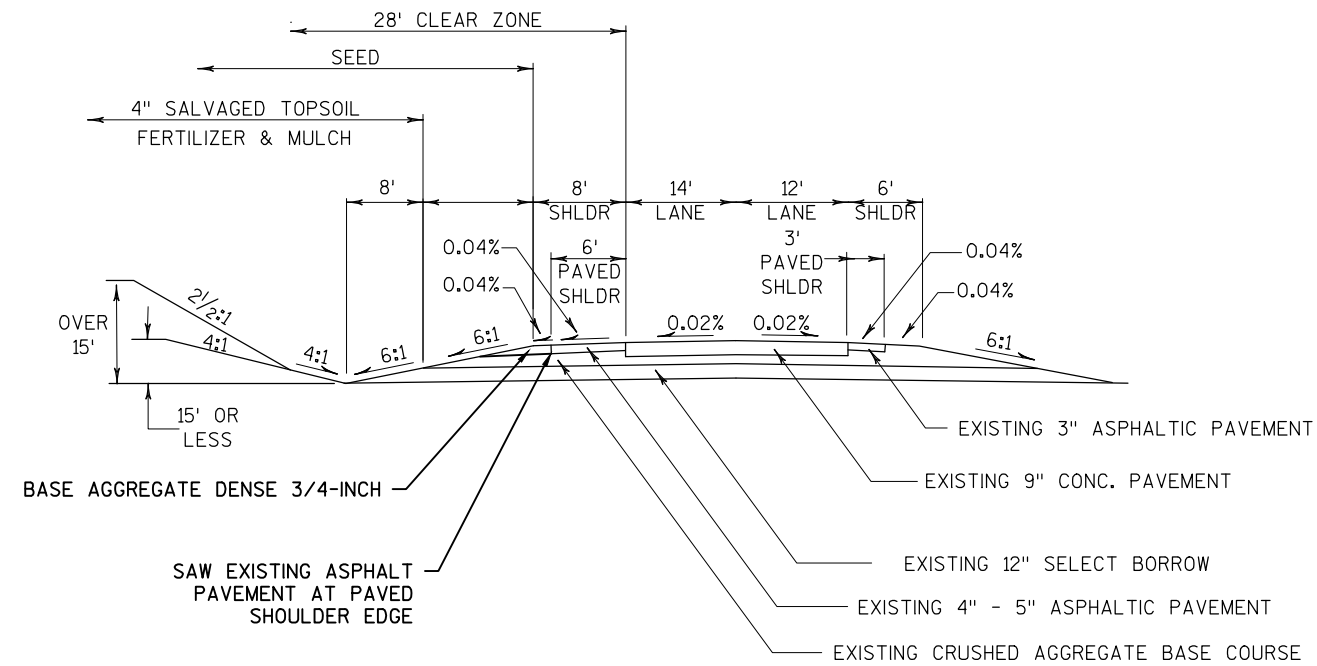 28' CLEAR ZONE
SEED
4" SALVAGED TOPSOIL
FERTILIZER & MULCH
8'
8'
SHLDR
14'
LANE
12'
LANE
6'
SHLDR
0.04%
0.04%
6'
PAVED
SHLDR
3'
PAVED
SHLDR
0.04%
0.04%
OVER
15'
2½:1
4:1
4:1
6:1
6:1
0.02%
0.02%
6:1
15' OR
LESS
BASE AGGREGATE DENSE 3/4-INCH
SAW EXISTING ASPHALT
PAVEMENT AT PAVED
SHOULDER EDGE
EXISTING 3" ASPHALTIC PAVEMENT
EXISTING 9" CONC. PAVEMENT
EXISTING 12" SELECT BORROW
EXISTING 4" - 5" ASPHALTIC PAVEMENT
EXISTING CRUSHED AGGREGATE BASE COURSE